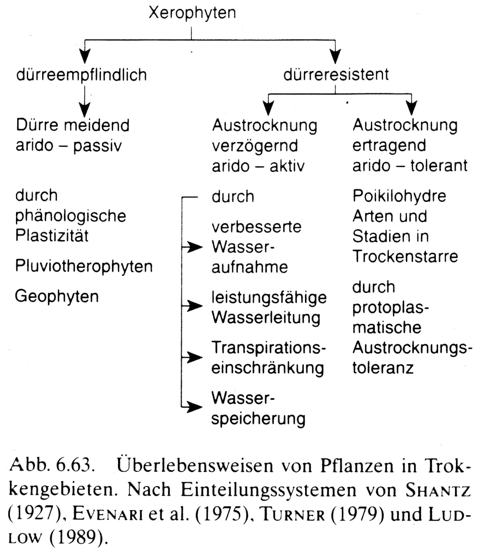 Xerophyten
dürreempflindlich
dürreresistent
Dürre meidend
arido – passiv
durch
phänologische
Plastizität
Pluviotherophyten
Geophyten
Austrocknung
verzögernd
arido – aktiv
durch
verbesserte
Wasser-
aufnahme
leistungsfähige
Wasserleitung
Transpirations-
einschränkung
Wasser-
speicherung
Austrocknung
ertragend
arido – tolerant
Poikilohydre
Arten und
Stadien in
Trockenstarre
durch
protoplas-
matische
Austrocknungs-
toleranz
Abb. 6.63. Überlebensweisen von Pflanzen in Trok-
kengebieten. Nach Einteilungssystemen von SHANTZ
(1927), EVENARI et al. (1975), TURNER (1979) und LUD-
LOW (1989).